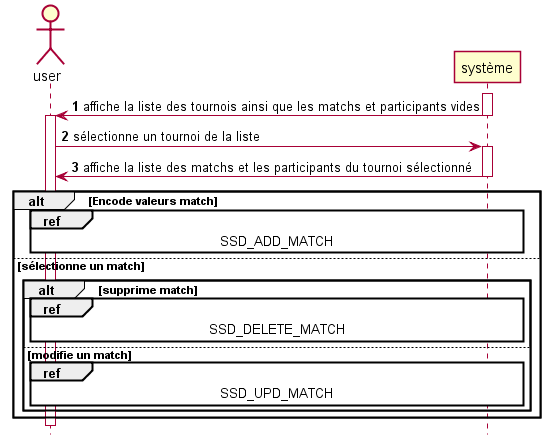 user
système
1 affiche la liste des tournois ainsi que les matchs et participants vides
2 sélectionne un tournoi de la liste
3 affiche la liste des matchs et les participants du tournoi sélectionné
alt [Encode valeurs match]
ref
SSD_ADD_MATCH
[sélectionne un match]
alt [supprime match]
ref
SSD_DELETE_MATCH
[modifie un match]
ref
SSD_UPD_MATCH